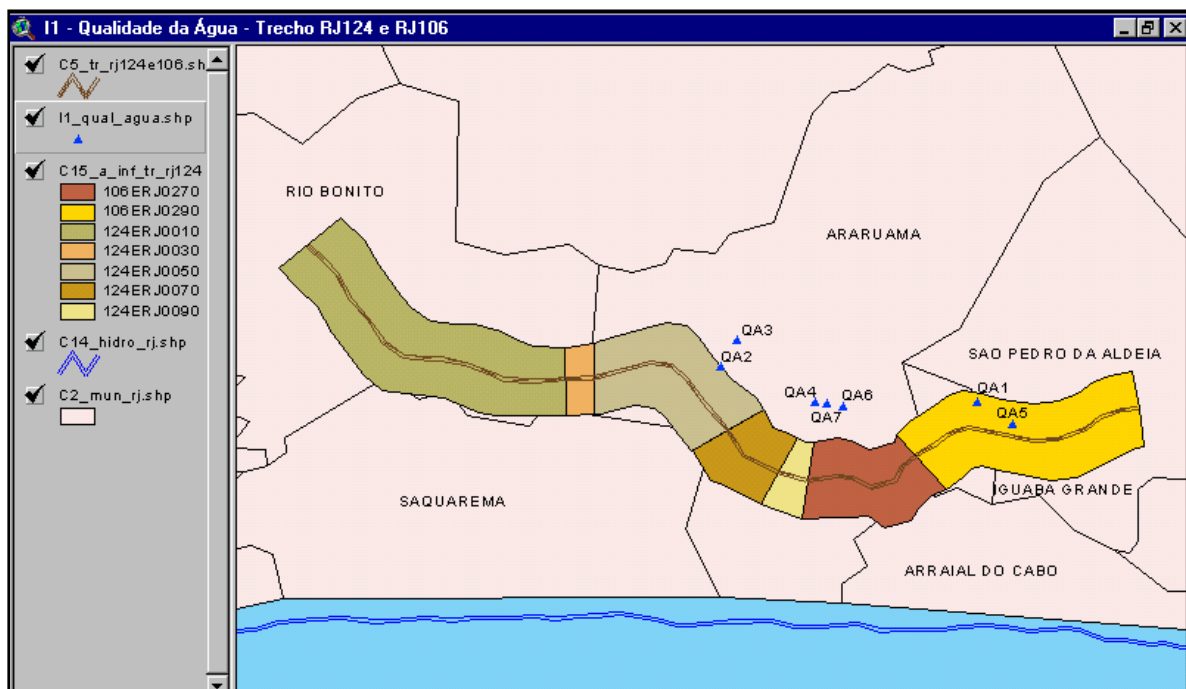 I1 - Qualidade da Água - Trecho RJ124 e RJ106
C5_tr_rj124e106.sh
I1_qual_agua.shp
C15_a_inf_tr_rj124
106ERJ0270
106ERJ0290
124ERJ0010
124ERJ0030
124ERJ0050
124ERJ0070
124ERJ0090
C14_hidro_rj.shp
C2_mun_rj.shp
RIO BONITO
ARARUAMA
QA3
SAO PEDRO DA ALDEIA
QA2
QA4
QA6
QA1
QA7
QA5
SAQUAREMA
IGUABA GRANDE
ARRAIAL DO CABO